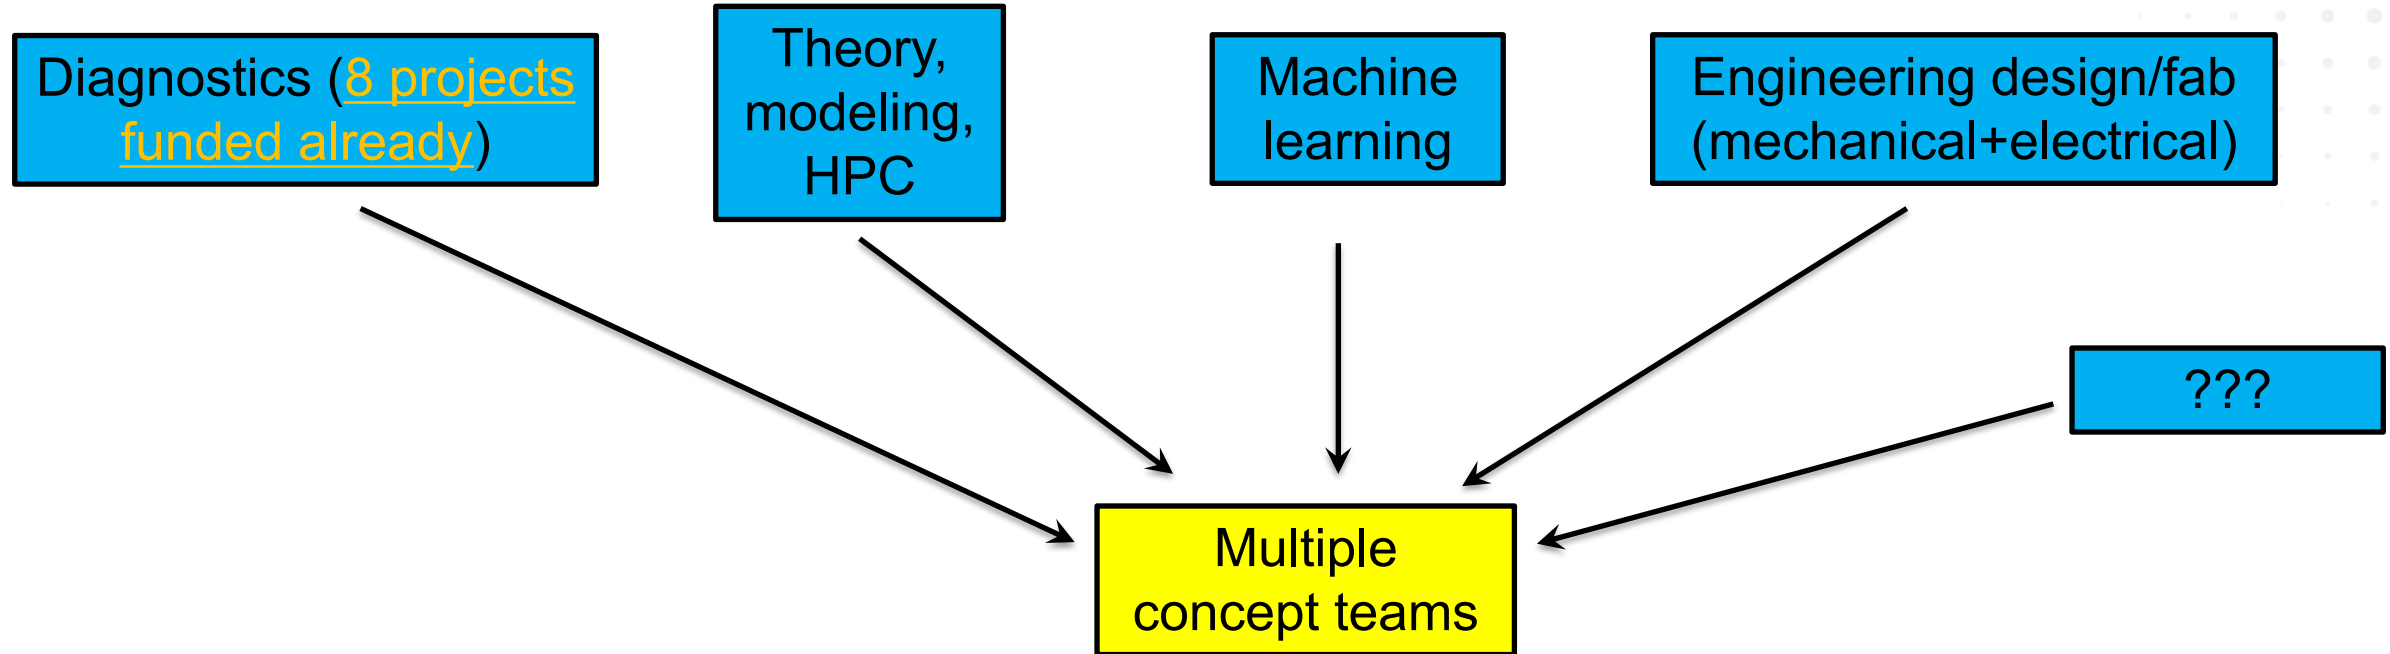 Diagnostics (8 projects
funded already)
Theory,
modeling,
HPC
Machine
learning
Engineering design/fab
(mechanical+electrical)
???
Multiple
concept teams